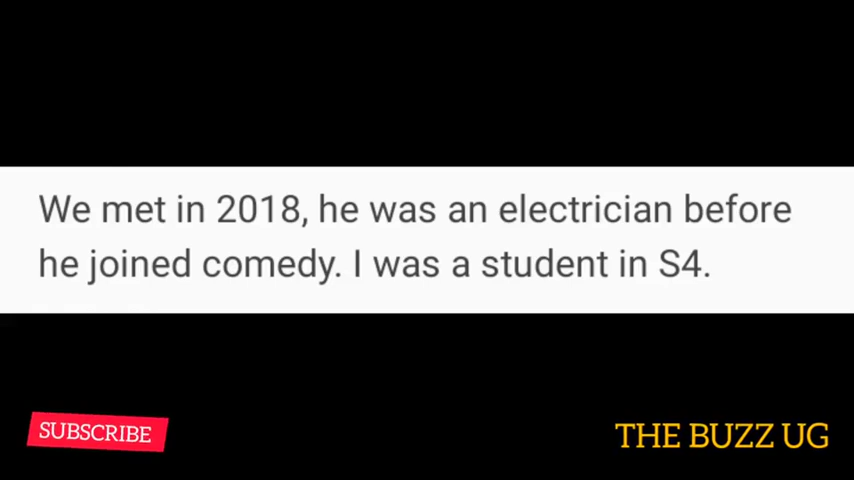 We met in 2018, he was an electrician before
he joined comedy. I was a student in S4.
SUBSCRIBE
THE BUZZ UG